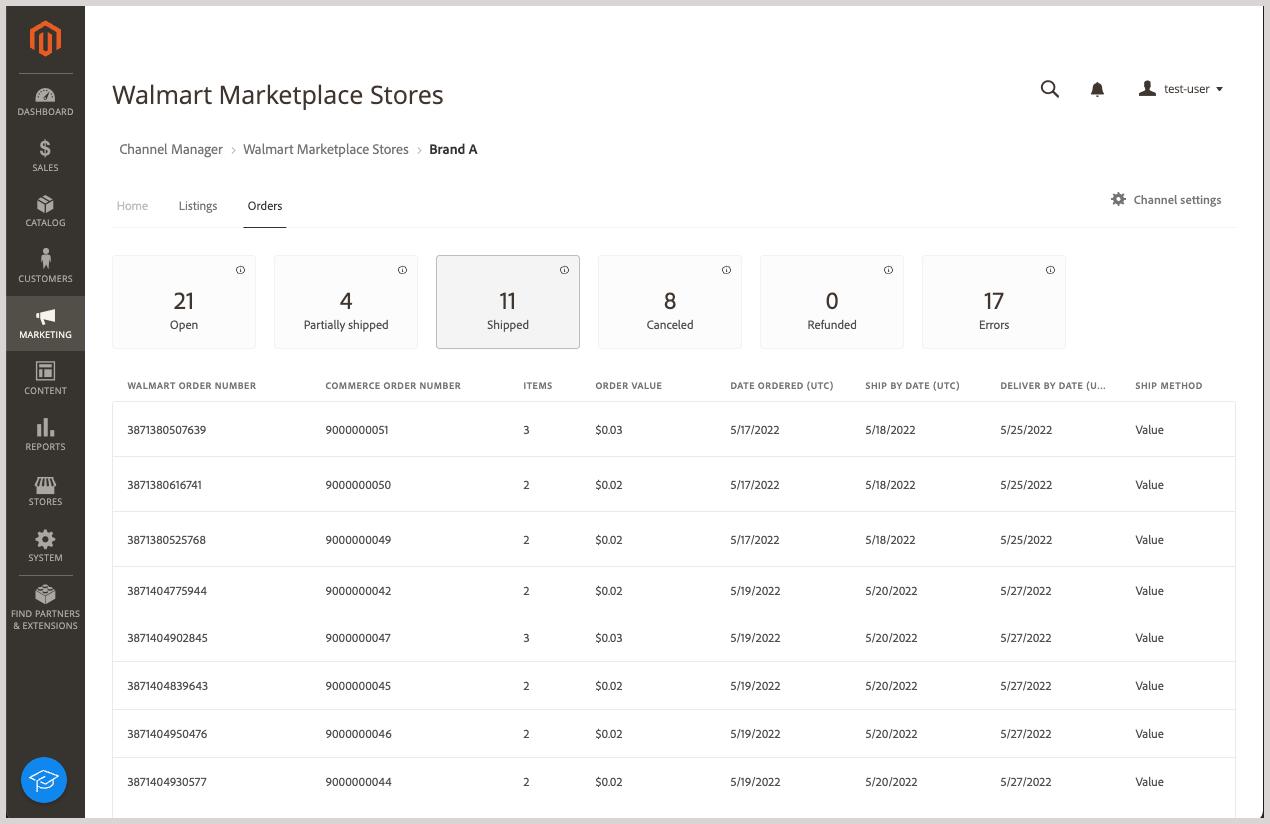 Walmart Marketplace Stores
test-user
Channel Manager > Walmart Marketplace Stores > Brand A
Home Listings Orders
Channel settings
21 4 11 8 0 17
Open Partially shipped Shipped Canceled Refunded Errors
WALMART ORDER NUMBER COMMERCE ORDER NUMBER ITEMS ORDER VALUE DATE ORDERED (UTC) SHIP BY DATE (UTC) DELIVER BY DATE (U... SHIP METHOD
3871380507639 9000000051 3 $0.03 5/17/2022 5/18/2022 5/25/2022 Value
3871380616741 9000000050 2 $0.02 5/17/2022 5/18/2022 5/25/2022 Value
3871380525768 9000000049 2 $0.02 5/17/2022 5/18/2022 5/25/2022 Value
3871404775944 9000000042 2 $0.02 5/19/2022 5/20/2022 5/27/2022 Value
3871404902845 9000000047 3 $0.03 5/19/2022 5/20/2022 5/27/2022 Value
3871404839643 9000000045 2 $0.02 5/19/2022 5/20/2022 5/27/2022 Value
3871404950476 9000000046 2 $0.02 5/19/2022 5/20/2022 5/27/2022 Value
3871404930577 9000000044 2 $0.02 5/19/2022 5/20/2022 5/27/2022 Value
DASHBOARD
SALES
CATALOG
CUSTOMERS
MARKETING
CONTENT
REPORTS
STORES
SYSTEM
FIND PARTNERS
& EXTENSIONS